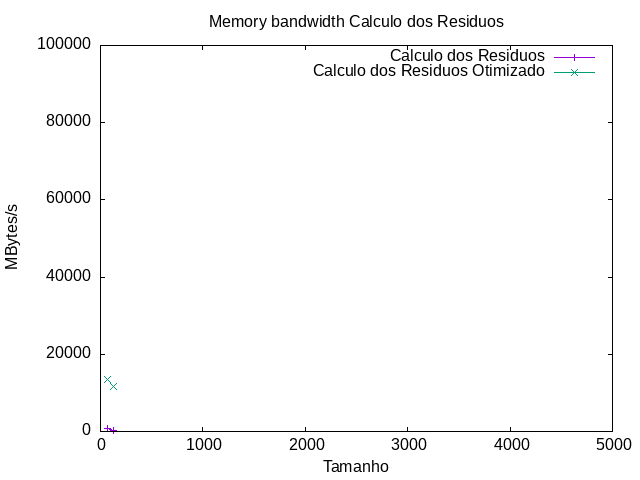 Memory bandwidth Calculo dos Residuos
100000
80000
60000
40000
20000
0
MBytes/s
Calculo dos Residuos
Calculo dos Residuos Otimizado
0 1000 2000 3000 4000 5000
Tamanho